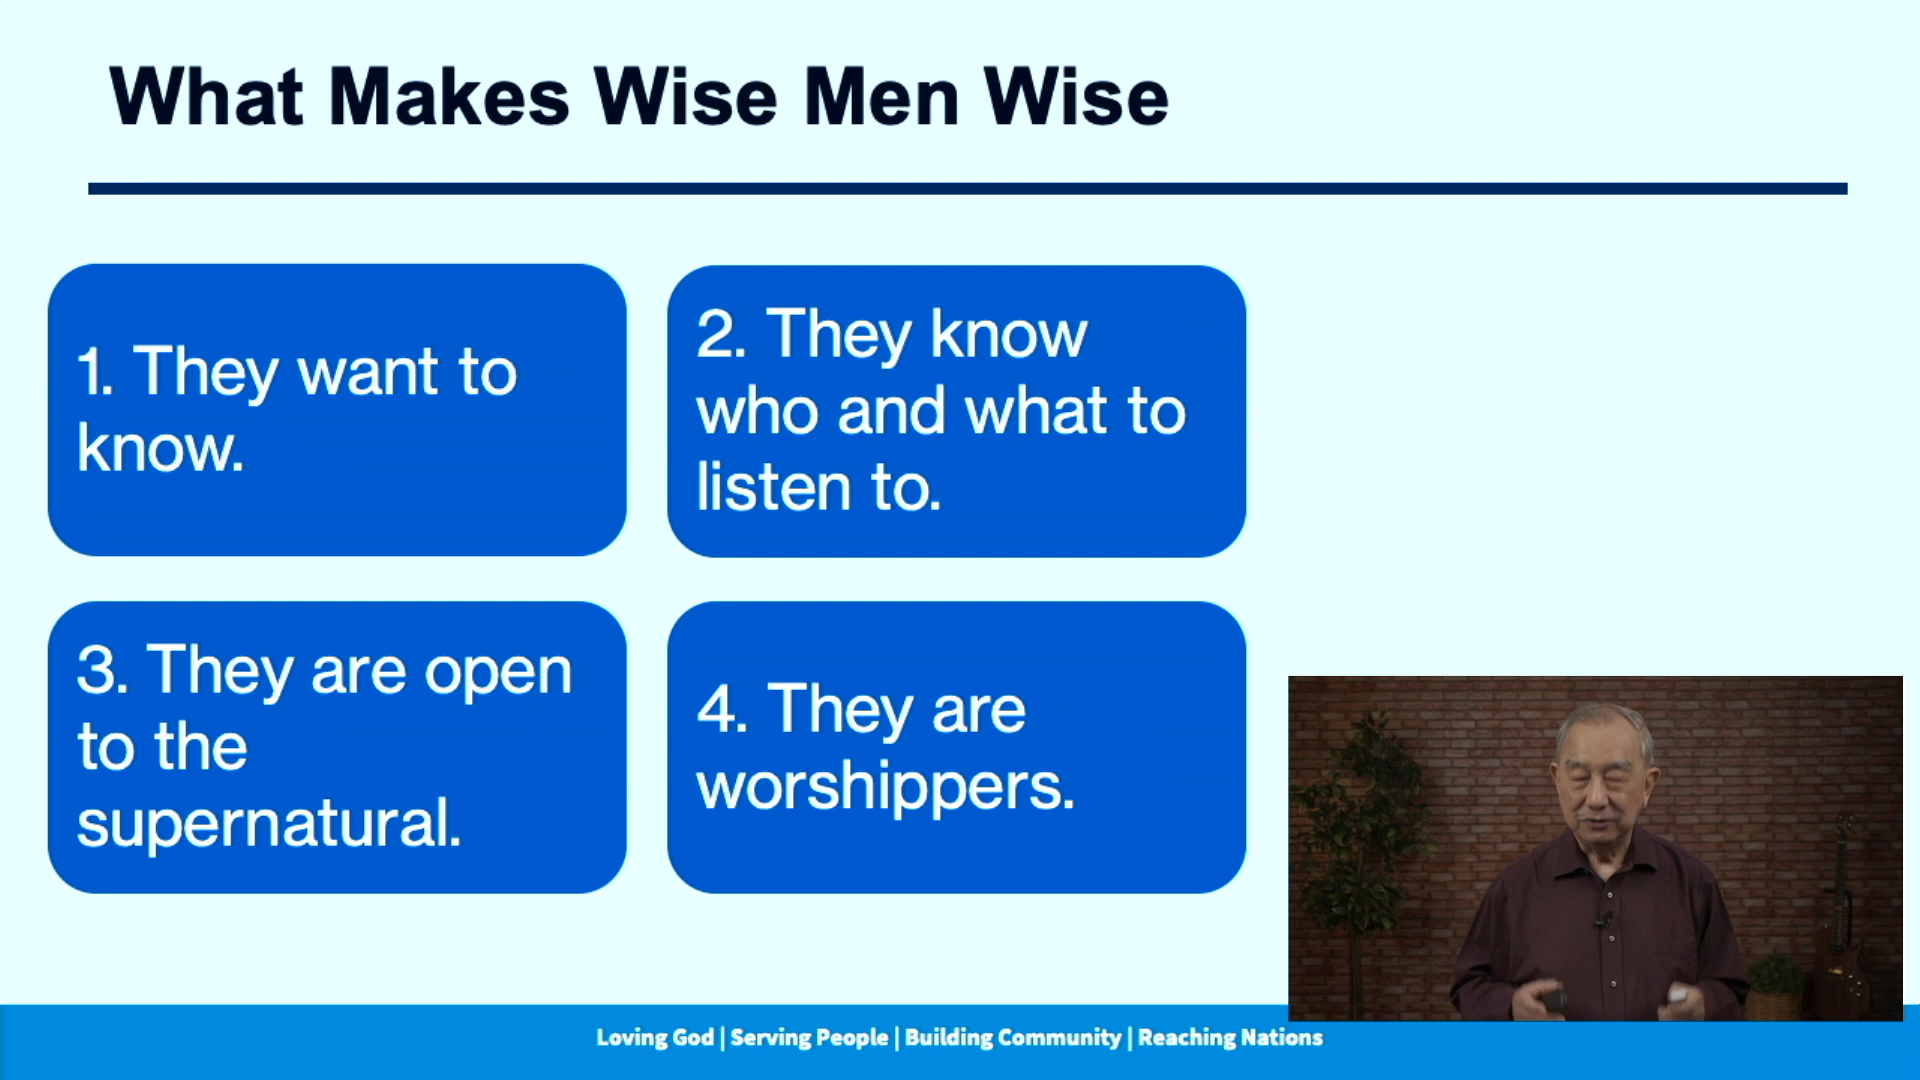 What Makes Wise Men Wise
1. They want to
know.
2. They know
who and what to
listen to.
3. They are open
to the
supernatural.
4. They are
worshippers.
Loving God | Serving People | Building Community | Reaching Nations